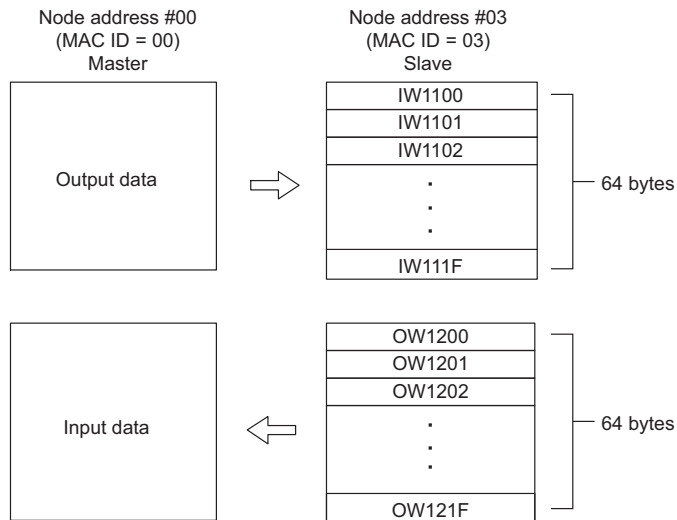 Node address #00
(MAC ID = 00)
Master
Node address #03
(MAC ID = 03)
Slave
Output data
IW1100
IW1101
IW1102
.
.
.
IW111F
64 bytes
Input data
OW1200
OW1201
OW1202
.
.
.
OW121F
64 bytes